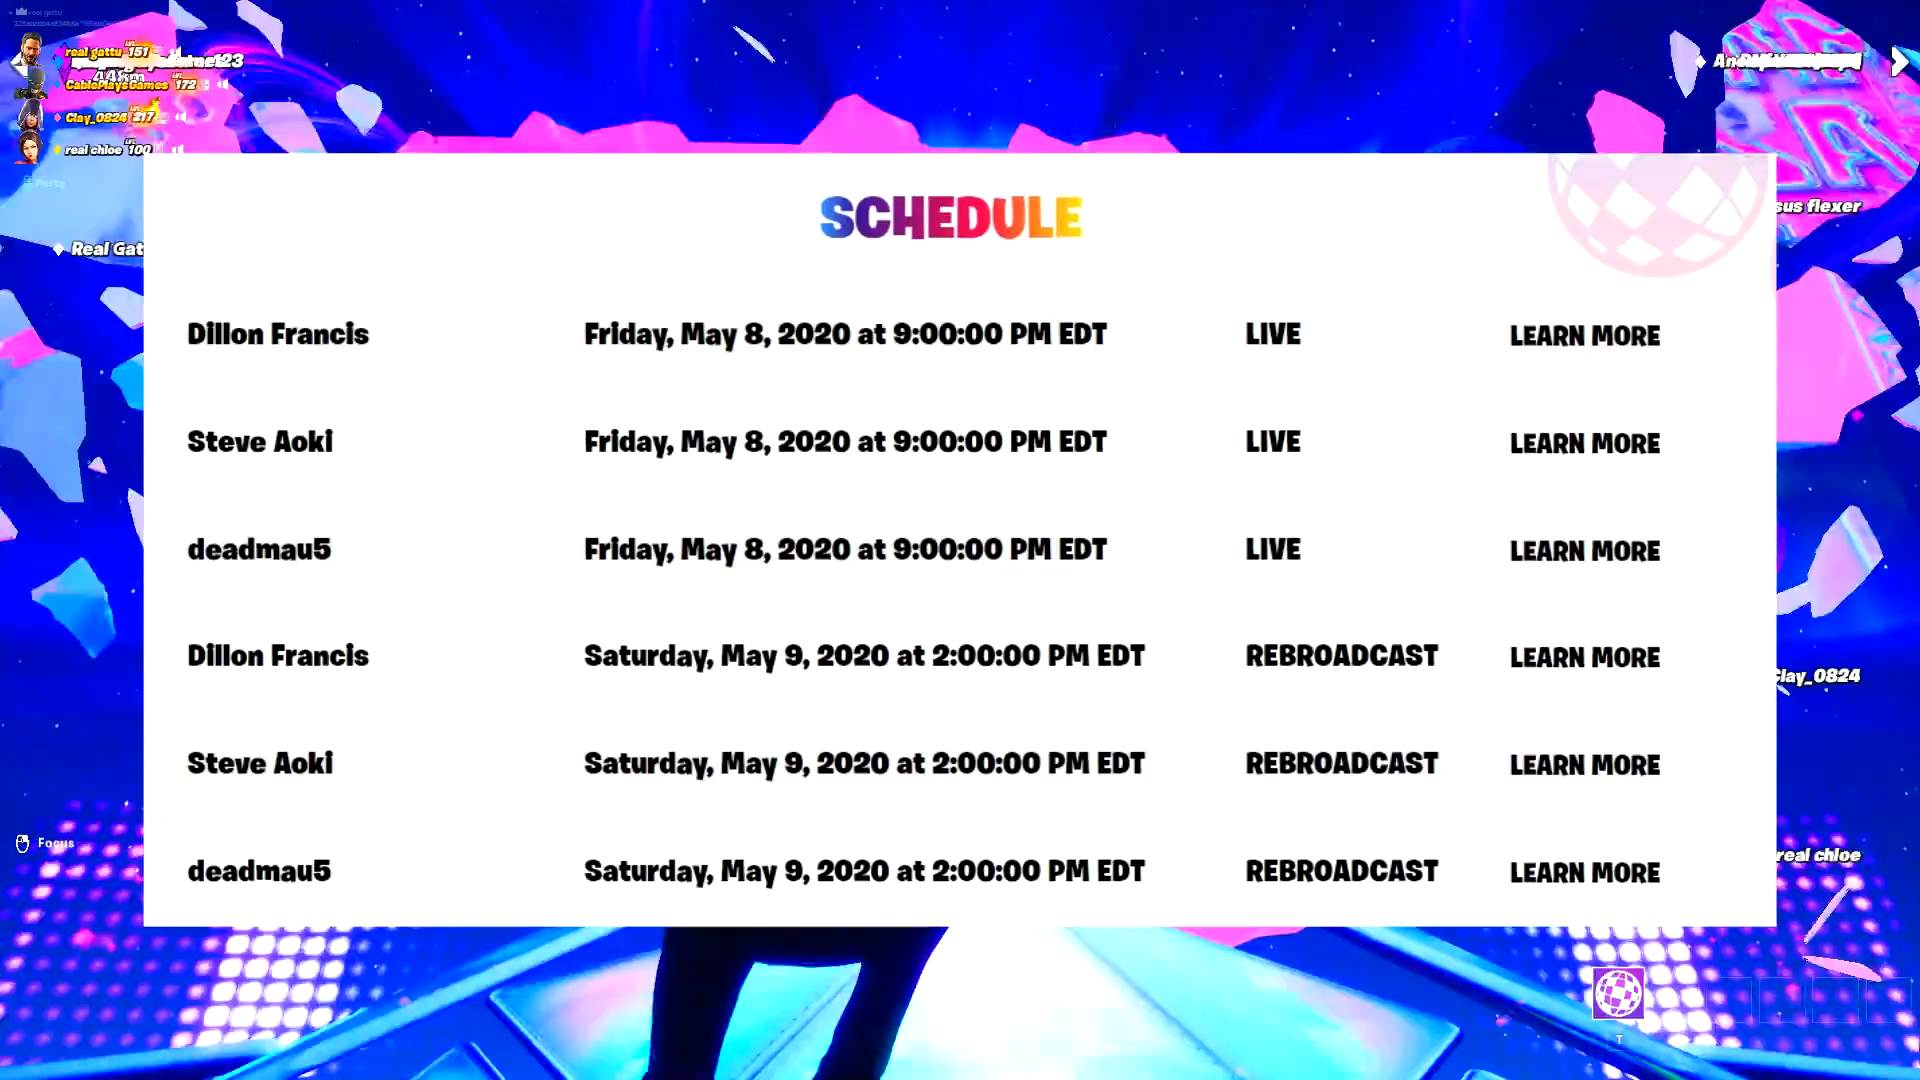 real gattu 151
448m
CablePlaysGames 172
Clay_0824 217
real chloe 100
Party
Real Gat
sus flexer
SCHEDULE
Dillon Francis Friday, May 8, 2020 at 9:00:00 PM EDT LIVE LEARN MORE
Steve Aoki Friday, May 8, 2020 at 9:00:00 PM EDT LIVE LEARN MORE
deadmau5 Friday, May 8, 2020 at 9:00:00 PM EDT LIVE LEARN MORE
Dillon Francis Saturday, May 9, 2020 at 2:00:00 PM EDT REBROADCAST LEARN MORE
Clay_0824
Steve Aoki Saturday, May 9, 2020 at 2:00:00 PM EDT REBROADCAST LEARN MORE
Focus
real chloe
deadmau5 Saturday, May 9, 2020 at 2:00:00 PM EDT REBROADCAST LEARN MORE
T